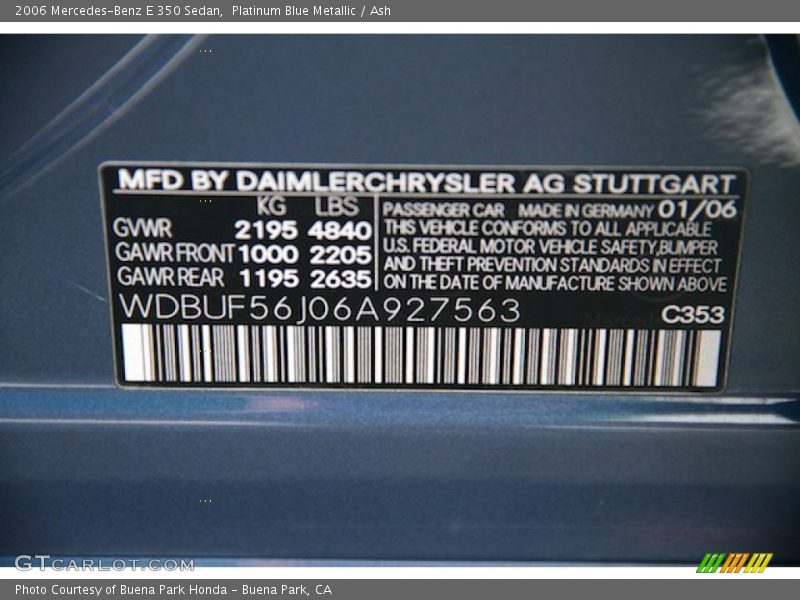 2006 Mercedes-Benz E 350 Sedan, Platinum Blue Metallic / Ash
MFD BY DAIMLERCHRYSLER AG STUTTGART
KG LBS
GVWR 2195 4840
GAWR FRONT 1000 2205
GAWR REAR 1195 2635
PASSENGER CAR MADE IN GERMANY 01/06
THIS VEHICLE CONFORMS TO ALL APPLICABLE
U.S. FEDERAL MOTOR VEHICLE SAFETY,BUMPER
AND THEFT PREVENTION STANDARDS IN EFFECT
ON THE DATE OF MANUFACTURE SHOWN ABOVE
WDBUF56J06A927563
C353
GTCARLOT.COM
Photo Courtesy of Buena Park Honda - Buena Park, CA